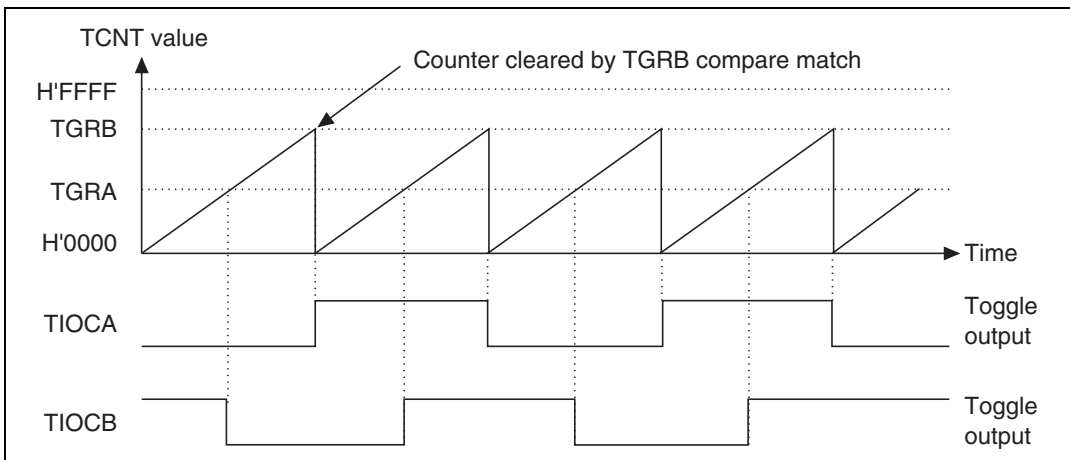 TCNT value
Counter cleared by TGRB compare match
H'FFFF
TGRB
TGRA
H'0000
Time
TIOCA
Toggle
output
TIOCB
Toggle
output